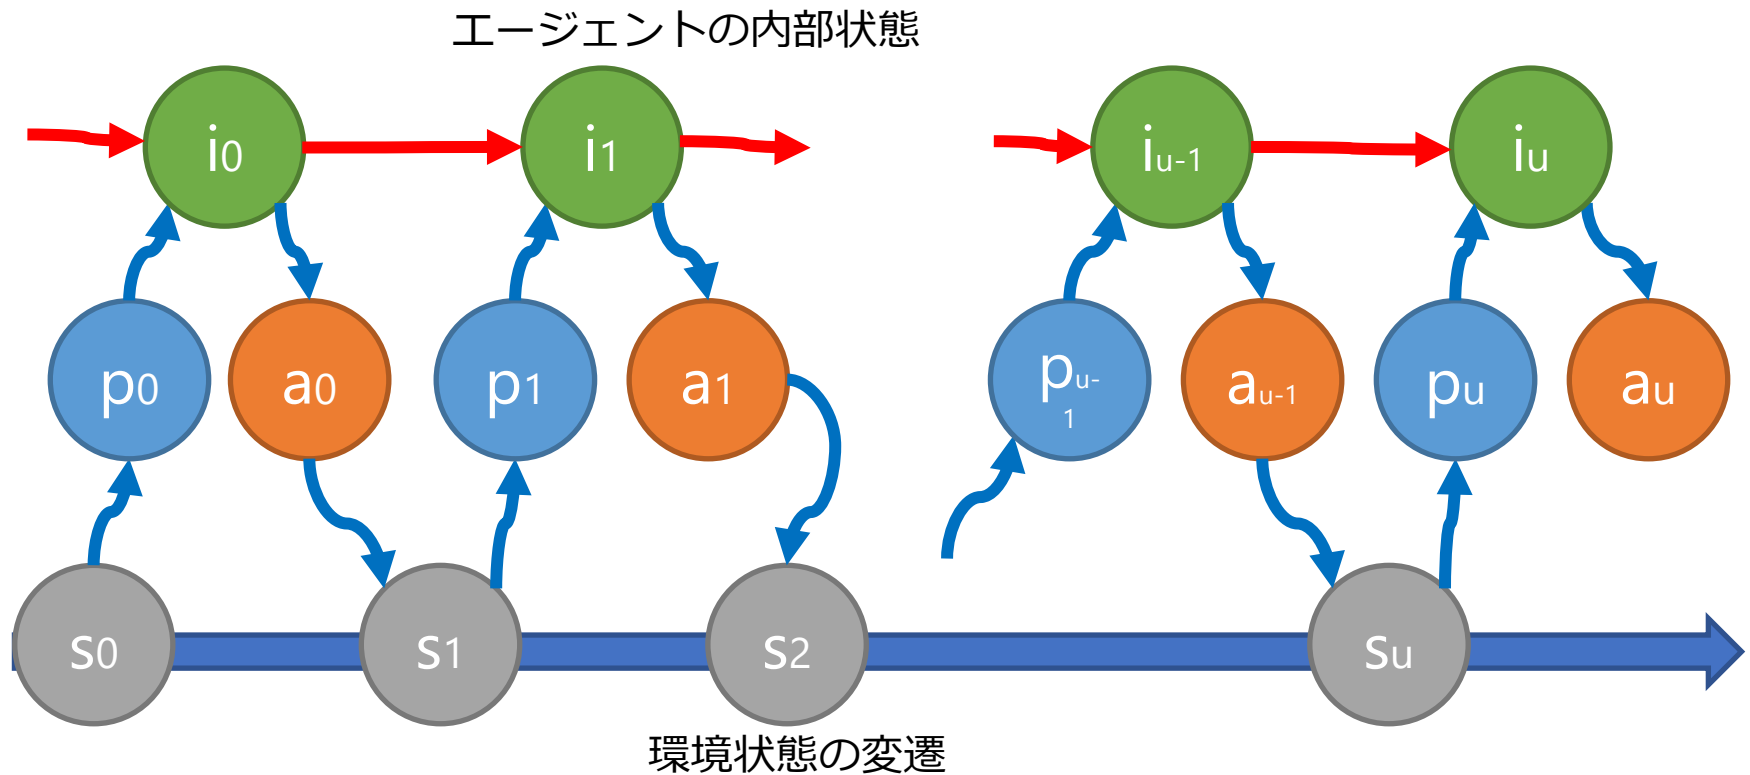 エージェントの内部状態
i0
i1
iu-1
iu
p0
a0
p1
a1
pu-
1
au-1
pu
au
s0
s1
s2
su
環境状態の変遷